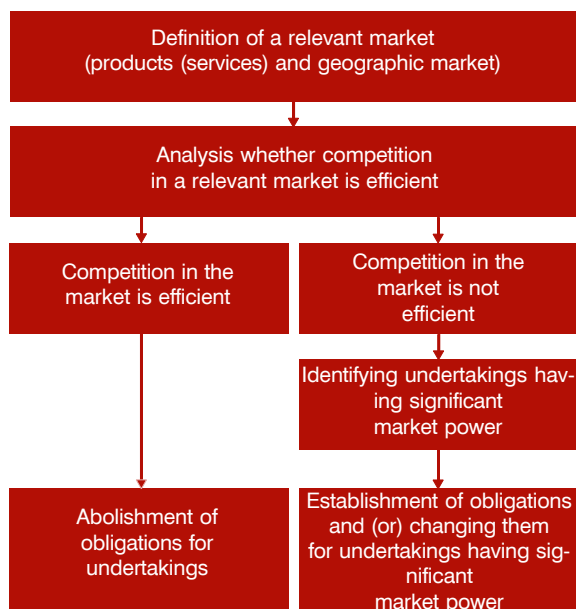 Definition of a relevant market
(products (services) and geographic market)
Analysis whether competition
in a relevant market is efficient
Competition in the
market is efficient
Competition in the
market is not
efficient
Identifying undertakings hav-
ing significant
market power
Abolishment of
obligations for
undertakings
Establishment of obligations
and (or) changing them
for undertakings having sig-
nificant
market power